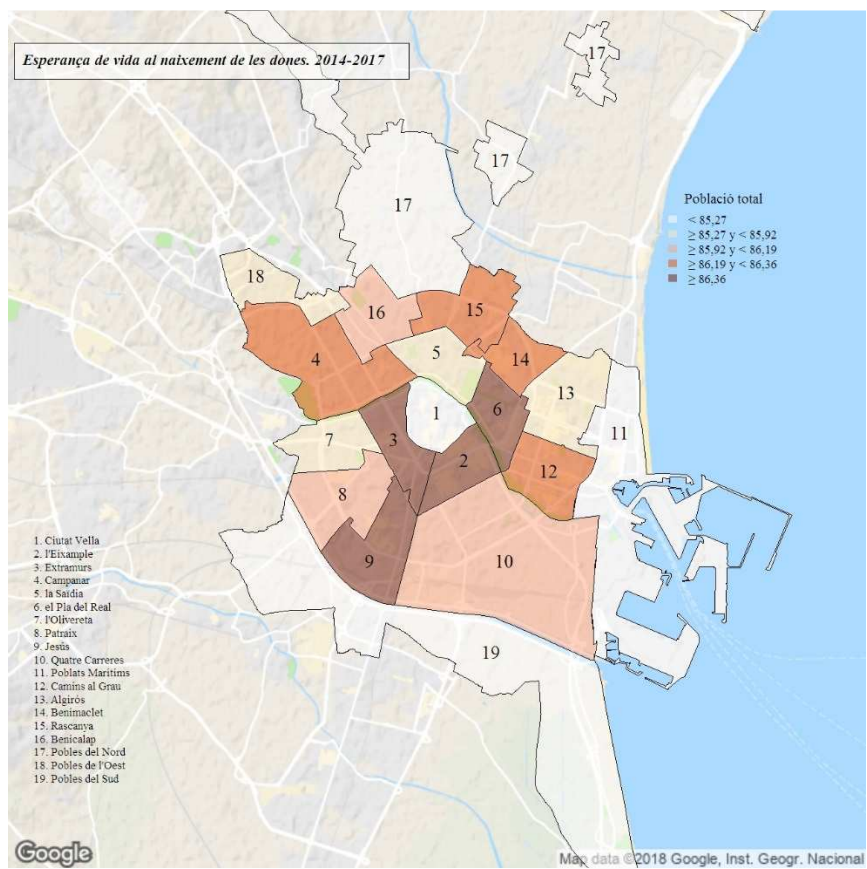 Esperança de vida al naixement de les dones. 2014-2017
17
17
17
Població total
< 85,27
≥ 85,27 y < 85,92
≥ 85,92 y < 86,19
≥ 86,19 y < 86,36
≥ 86,36
18
16
15
4
5
14
13
1
6
11
3
7
2
12
8
9
10
19
1. Ciutat Vella
2. l'Eixample
3. Extramurs
4. Campanar
5. la Saïdia
6. el Pla del Real
7. l'Olivereta
8. Patraix
9. Jesús
10. Quatre Carreres
11. Poblats Marítims
12. Camins al Grau
13. Algirós
14. Benimaclet
15. Rascanya
16. Benicalap
17. Pobles del Nord
18. Pobles de l'Oest
19. Pobles del Sud
Google
Map data ©2018 Google, Inst. Geogr. Nacional